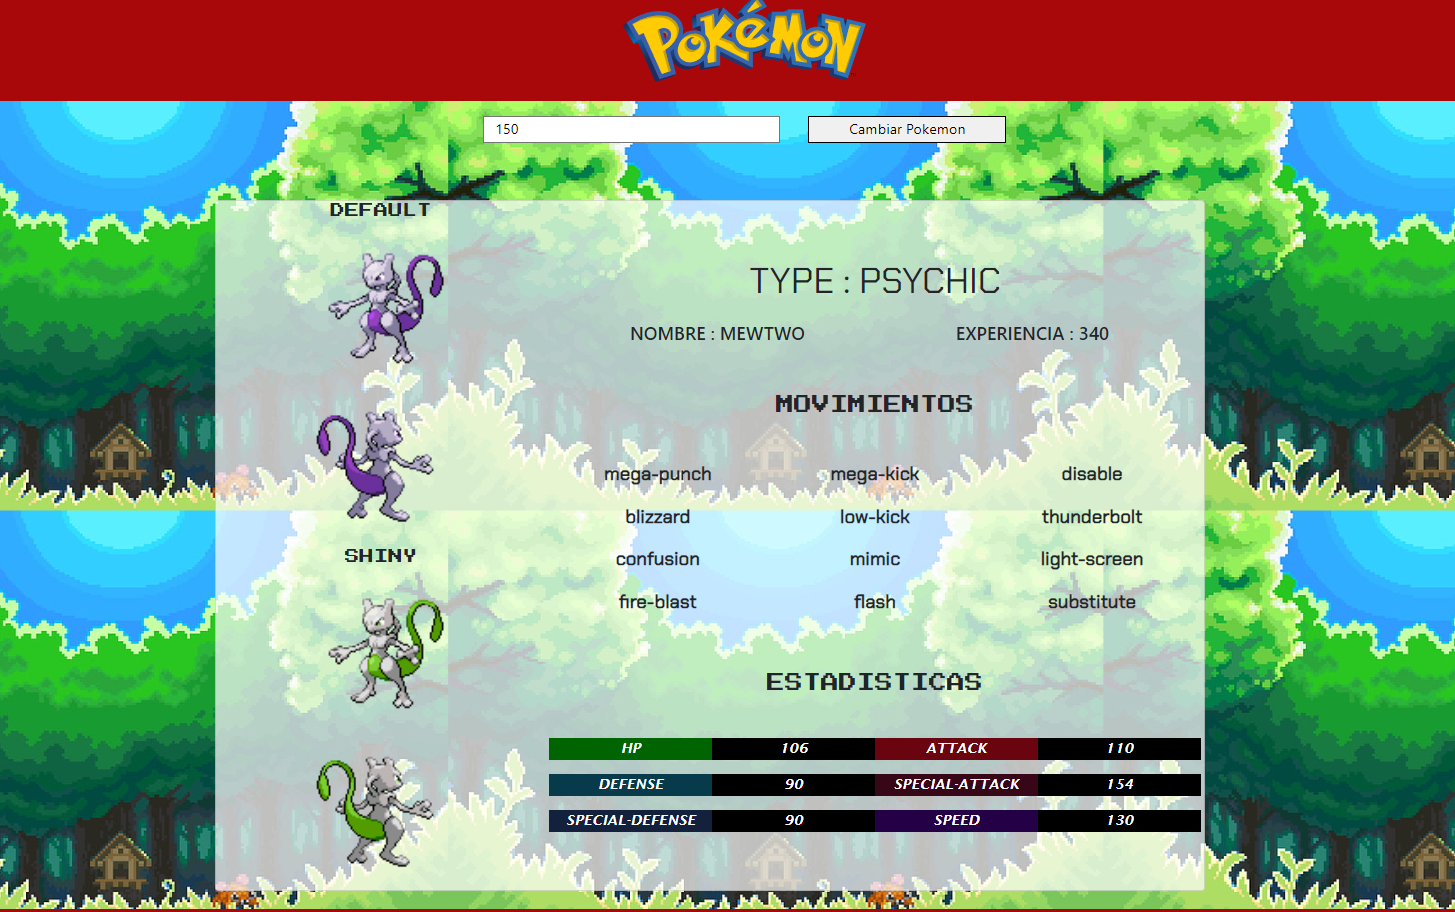 POKéMON
150
Cambiar Pokemon
DEFAULT
TYPE : PSYCHIC
NOMBRE : MEWTWO
EXPERIENCIA : 340
MOVIMIENTOS
mega-punch mega-kick disable
blizzard low-kick thunderbolt
confusion mimic light-screen
fire-blast flash substitute
SHINY
ESTADISTICAS
HP 106 ATTACK 110
DEFENSE 90 SPECIAL-ATTACK 154
SPECIAL-DEFENSE 90 SPEED 130